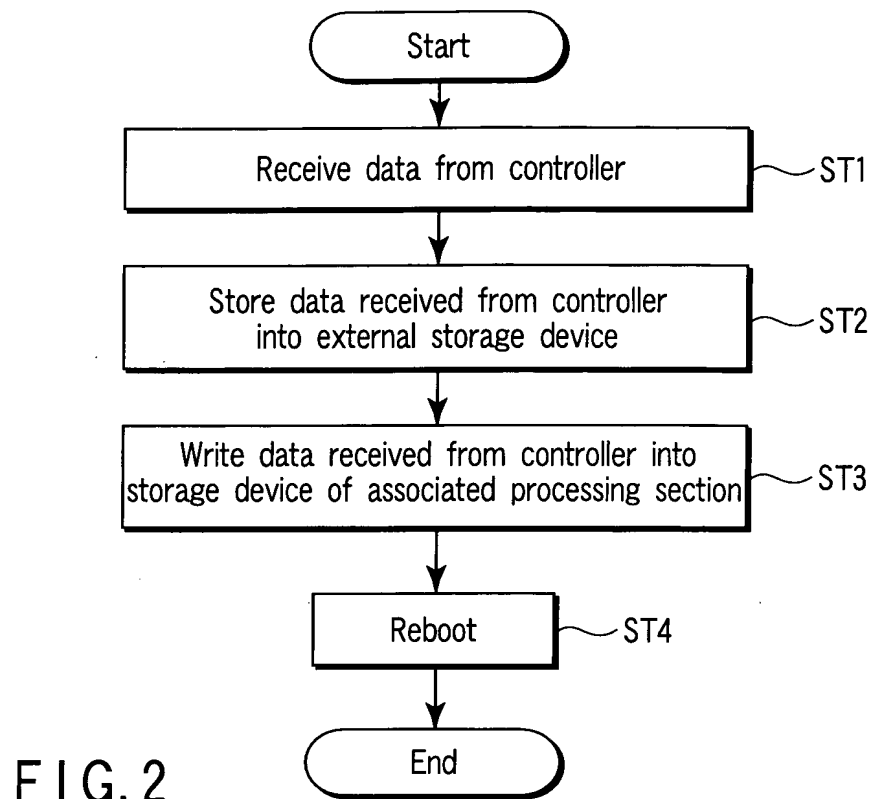 Start
Receive data from controller
ST1
Store data received from controller
into external storage device
ST2
Write data received from controller into
storage device of associated processing section
ST3
Reboot
ST4
End
FIG.2